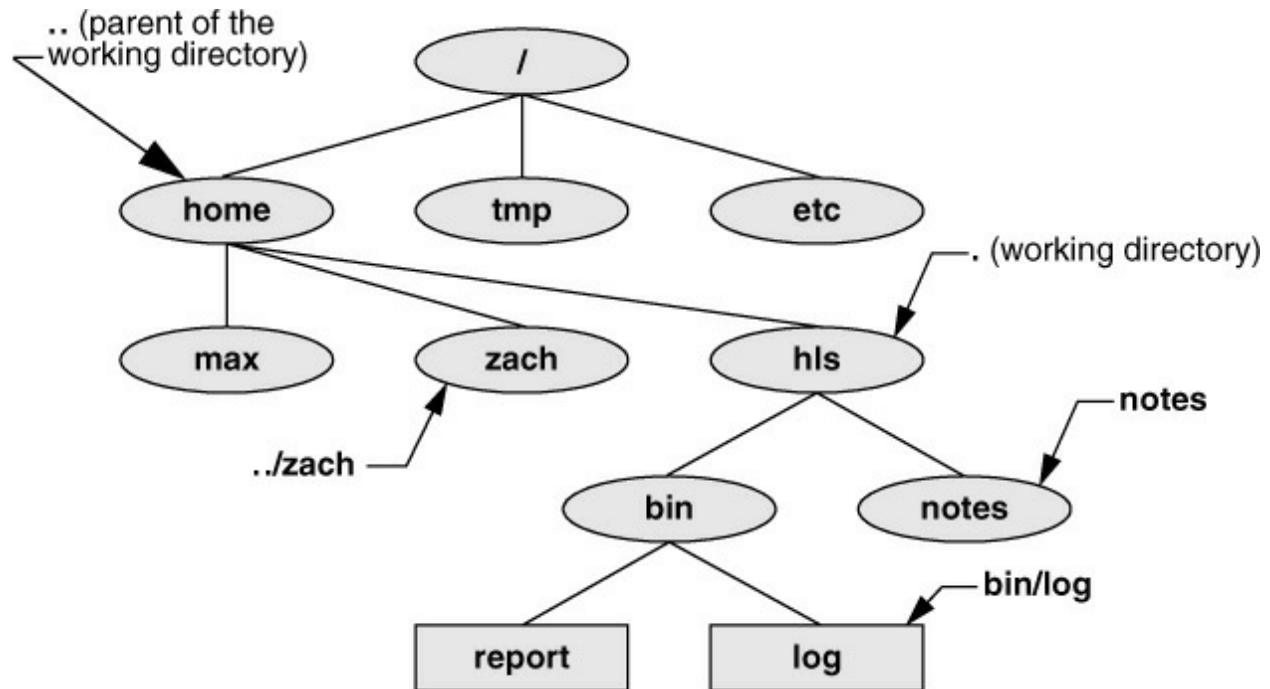 .. (parent of the
working directory)
/
home
tmp
etc
. (working directory)
max
zach
hls
notes
../zach
bin
notes
bin/log
report
log